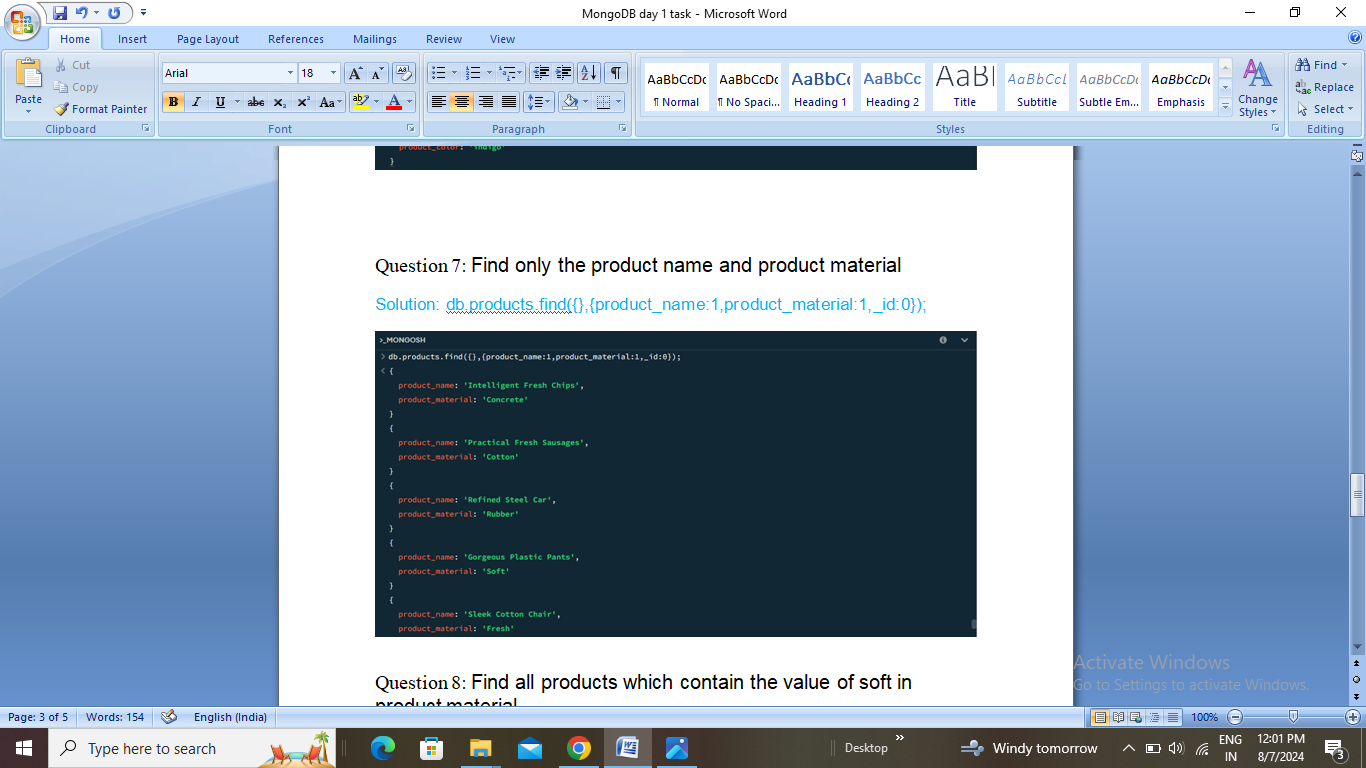 MongoDB day 1 task - Microsoft Word
Home Insert Page Layout References Mailings Review View
Paste
Cut
Copy
Format Painter
Clipboard
Arial 18
B I U abc x₂ x² Aa
Font
Paragraph
AaBbCcDc AaBbCcDc AaBbC AaBbCc AaBl AaBbCcL AaBbCcDc AaBbCcDc
¶ Normal ¶ No Spaci... Heading 1 Heading 2 Title Subtitle Subtle Em... Emphasis
Change Styles
Styles
Find
Replace
Select
Editing
product_color: 'indigo'
}
Question 7: Find only the product name and product material
Solution: db.products.find({},{product_name:1,product_material:1,_id:0});
>_MONGOSH
> db.products.find({},{product_name:1,product_material:1,_id:0});
< {
product_name: 'Intelligent Fresh Chips',
product_material: 'Concrete'
}
{
product_name: 'Practical Fresh Sausages',
product_material: 'Cotton'
}
{
product_name: 'Refined Steel Car',
product_material: 'Rubber'
}
{
product_name: 'Gorgeous Plastic Pants',
product_material: 'Soft'
}
{
product_name: 'Sleek Cotton Chair',
product_material: 'Fresh'
Question 8: Find all products which contain the value of soft in
product material
Activate Windows
Go to Settings to activate Windows.
Page: 3 of 5 Words: 154 English (India) 100%
Type here to search Desktop Windy tomorrow ENG IN 12:01 PM 8/7/2024 3